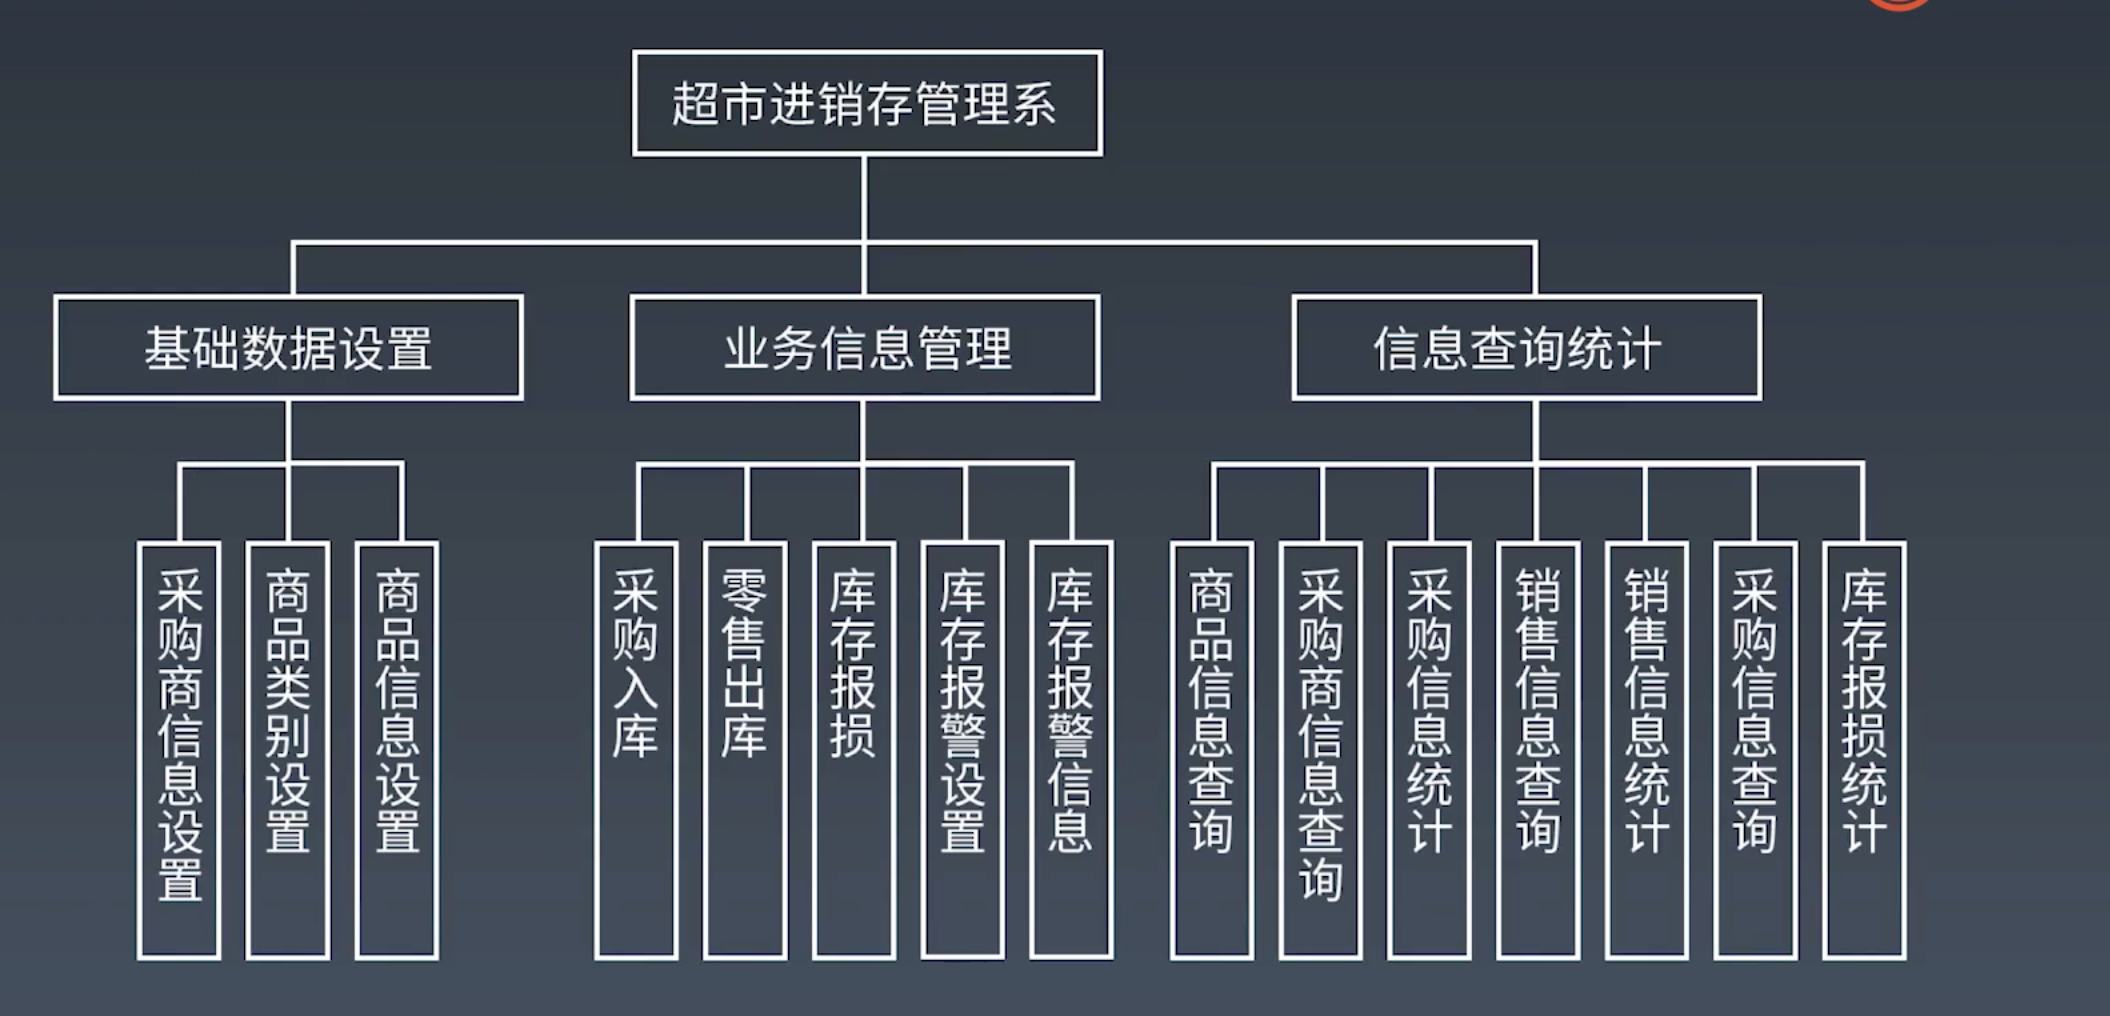 超市进销存管理系
基础数据设置
业务信息管理
信息查询统计
采购商信息设置
商品类别设置
商品信息设置
采购入库
零售出库
库存报损
库存报警设置
库存报警信息
商品信息查询
采购商信息查询
采购信息统计
销售信息查询
销售信息统计
采购信息查询
库存报损统计